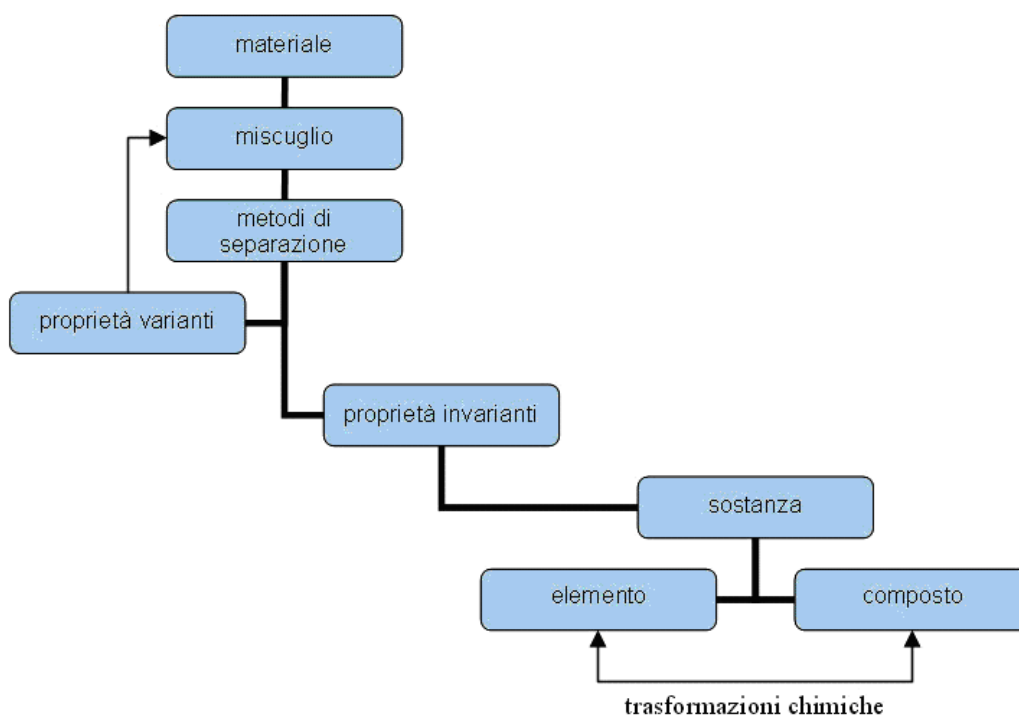 materiale
miscuglio
metodi di
separazione
proprietà varianti
proprietà invarianti
sostanza
elemento
composto
trasformazioni chimiche